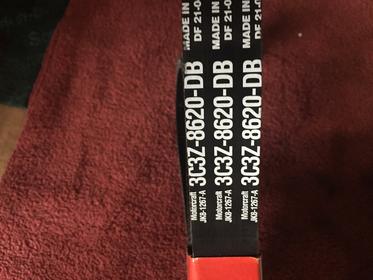 MADE IN
DF 21-0
3C3Z-8620-DB
Motorcraft
JK8-1267-A
MADE IN
DF 21-0
3C3Z-8620-DB
Motorcraft
JK8-1267-A
MADE IN
DF 21-0
3C3Z-8620-DB
Motorcraft
JK8-1267-A